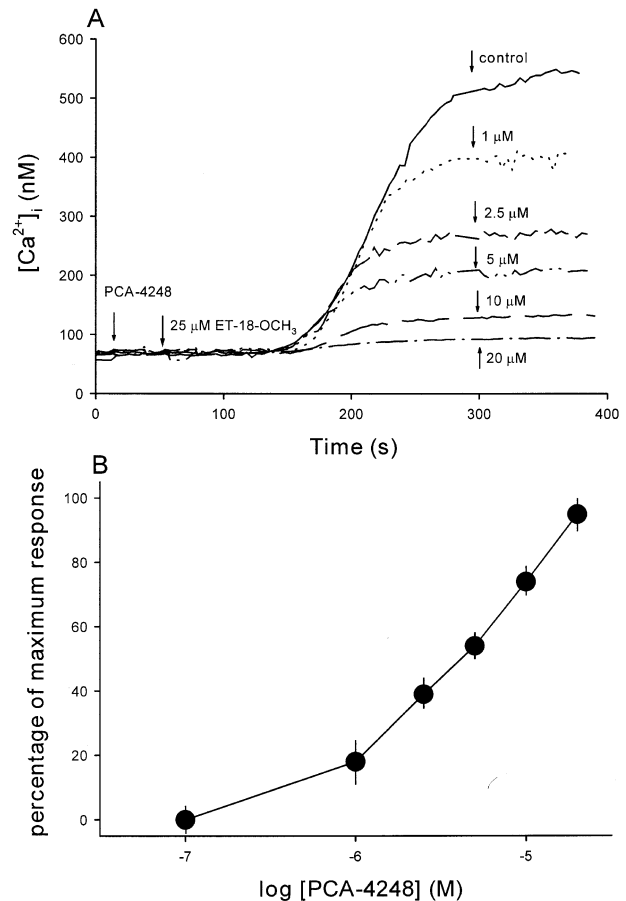 A
600
500
400
300
200
100
0
[Ca2+]i (nM)
control
1 µM
2.5 µM
5 µM
10 µM
20 µM
PCA-4248
25 µM ET-18-OCH3
0 100 200 300 400
Time (s)
B
100
80
60
40
20
0
percentage of maximum response
-7 -6 -5
log [PCA-4248] (M)